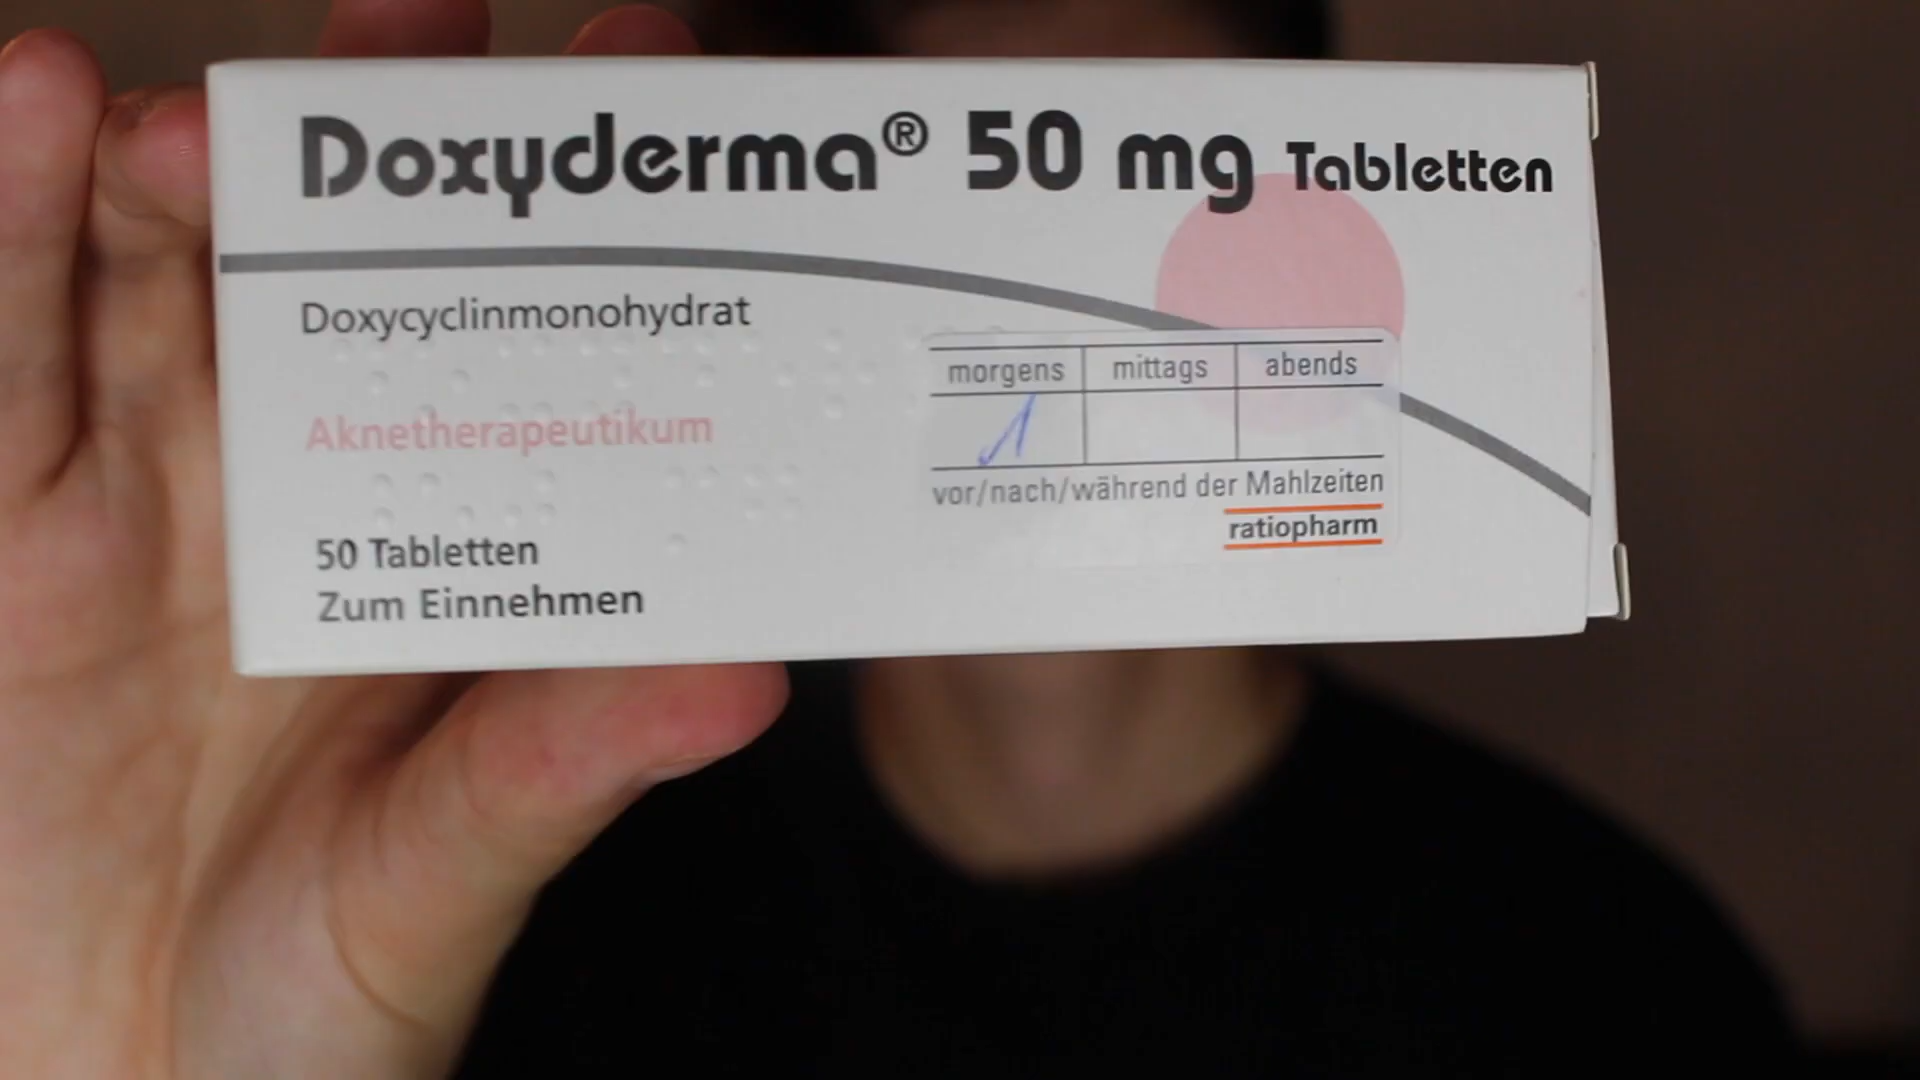 Doxyderma® 50 mg Tabletten
Doxycyclinmonohydrat
Aknetherapeutikum
50 Tabletten
Zum Einnehmen
morgens mittags abends
1
vor/nach/während der Mahlzeiten
ratiopharm